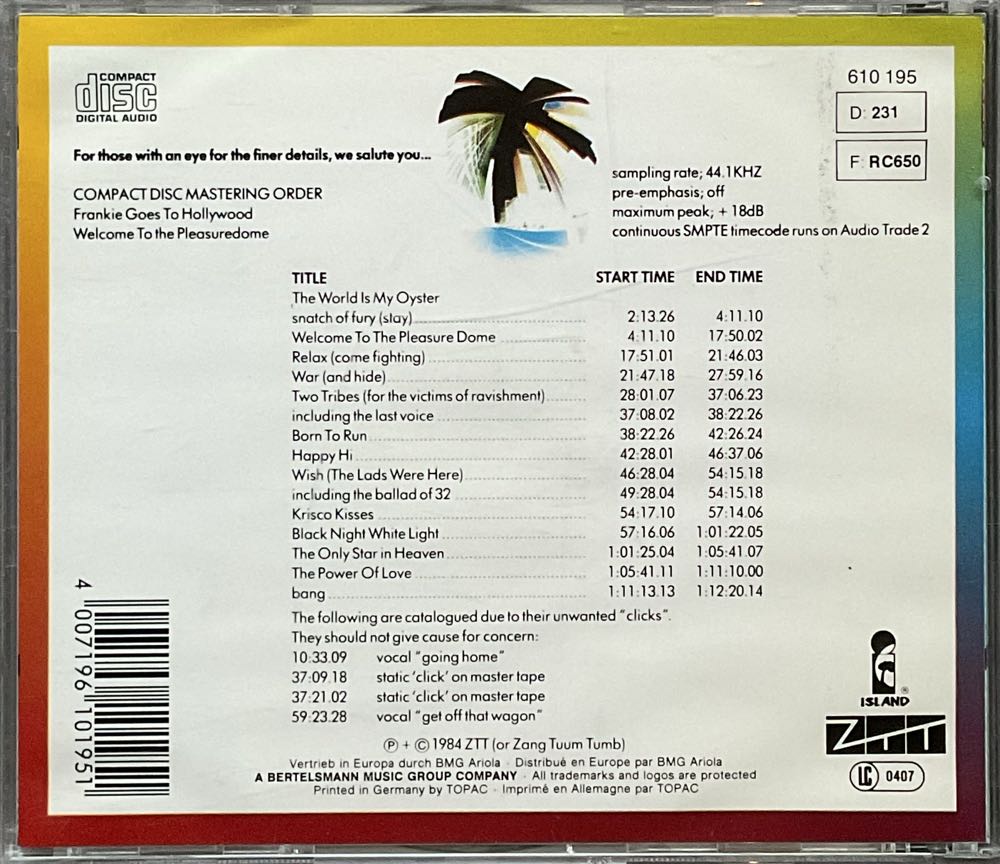 COMPACT
disc
DIGITAL AUDIO
610 195
D: 231
F: RC650
For those with an eye for the finer details, we salute you...
COMPACT DISC MASTERING ORDER
Frankie Goes To Hollywood
Welcome To the Pleasuredome
sampling rate; 44.1KHZ
pre-emphasis; off
maximum peak; + 18dB
continuous SMPTE timecode runs on Audio Trade 2
TITLE START TIME END TIME
The World Is My Oyster
snatch of fury (stay) 2:13.26 4:11.10
Welcome To The Pleasure Dome 4:11.10 17:50.02
Relax (come fighting) 17:51.01 21:46.03
War (and hide) 21:47.18 27:59.16
Two Tribes (for the victims of ravishment) 28:01.07 37:06.23
including the last voice 37:08.02 38:22.26
Born To Run 38:22.26 42:26.24
Happy Hi 42:28.01 46:37.06
Wish (The Lads Were Here) 46:28.04 54:15.18
including the ballad of 32 49:28.04 54:15.18
Krisco Kisses 54:17.10 57:14.06
Black Night White Light 57:16.06 1:01:22.05
The Only Star in Heaven 1:01:25.04 1:05:41.07
The Power Of Love 1:05:41.11 1:11:10.00
bang 1:11:13.13 1:12:20.14
The following are catalogued due to their unwanted "clicks".
They should not give cause for concern:
10:33.09 vocal "going home"
37:09.18 static 'click' on master tape
37:21.02 static 'click' on master tape
59:23.28 vocal "get off that wagon"
4 007196 101951
ISLAND®
ZTT
LC 0407
Ⓟ + © 1984 ZTT (or Zang Tuum Tumb)
Vertrieb in Europa durch BMG Ariola · Distribué en Europe par BMG Ariola
A BERTELSMANN MUSIC GROUP COMPANY · All trademarks and logos are protected
Printed in Germany by TOPAC · Imprimé en Allemagne par TOPAC